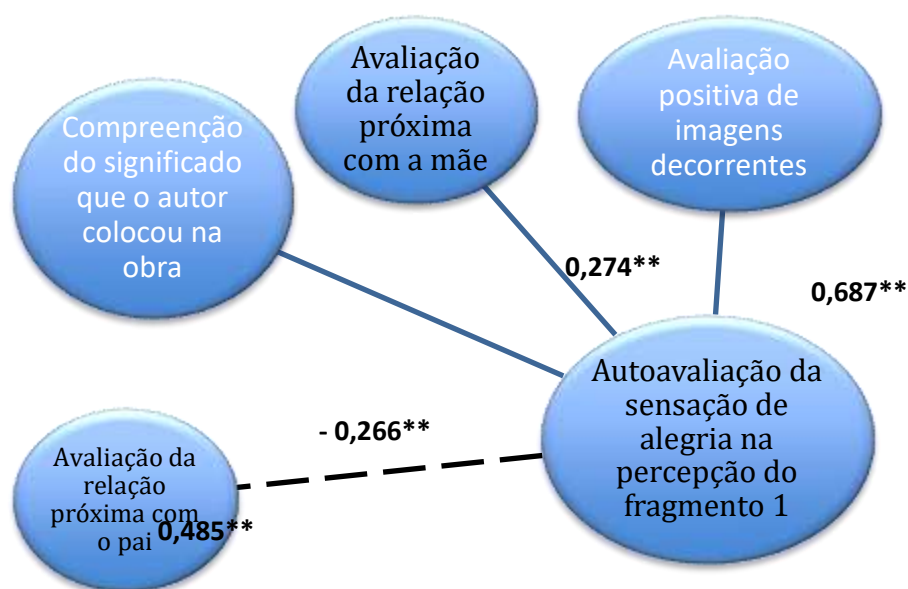 Compreenção
do significado
que o autor
colocou na
obra
Avaliação
da relação
próxima
com a mãe
Avaliação
positiva de
imagens
decorrentes
0,274**
0,687**
Autoavaliação da
sensação de
alegria na
percepção do
fragmento 1
- 0,266**
Avaliação da
relação
próxima com
o pai
0,485**